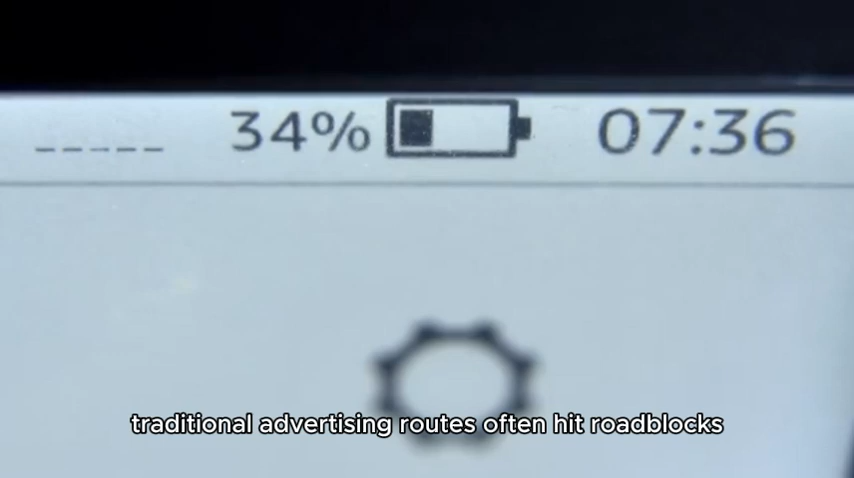 34% 07:36
traditional advertising routes often hit roadblocks